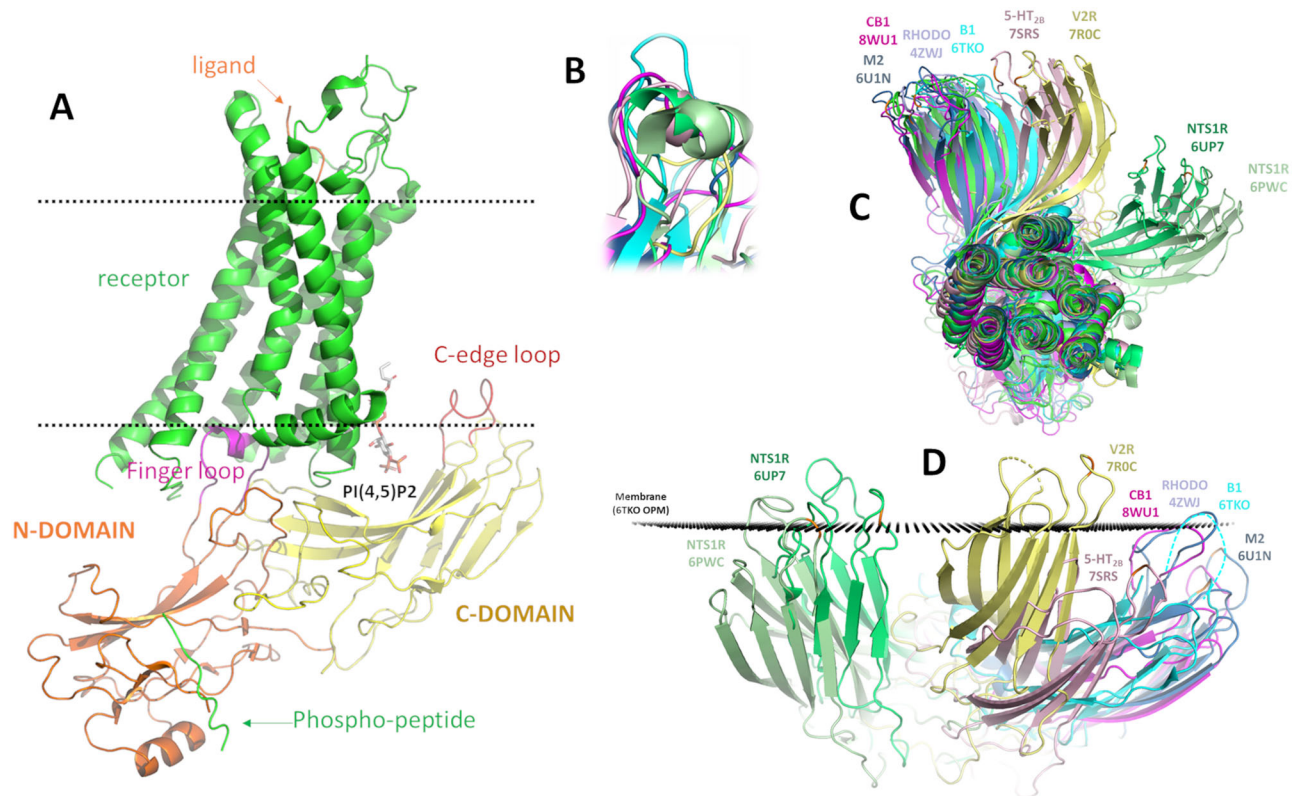 A
ligand
receptor
C-edge loop
Finger loop
PI(4,5)P2
N-DOMAIN
C-DOMAIN
Phospho-peptide
B
C
CB1
8WU1
RHODO
4ZWJ
B1
6TKO
5-HT2B
7SRS
V2R
7R0C
M2
6U1N
NTS1R
6UP7
NTS1R
6PWC
D
NTS1R
6UP7
V2R
7R0C
Membrane
(6TKO OPM)
CB1
8WU1
RHODO
4ZWJ
B1
6TKO
NTS1R
6PWC
5-HT2B
7SRS
M2
6U1N